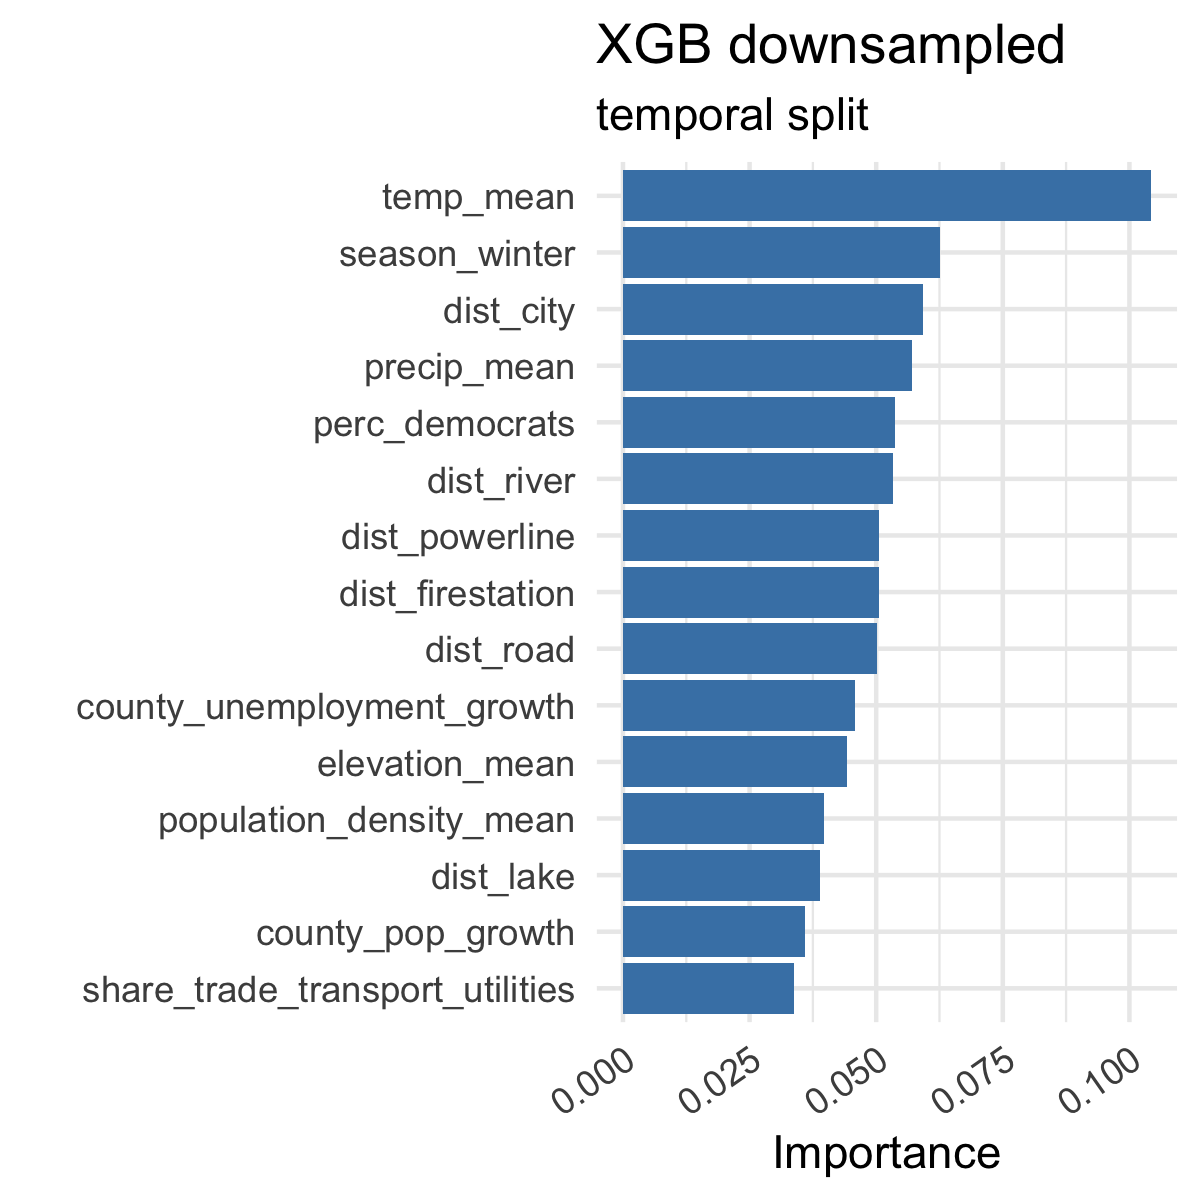 XGB downsampled
temporal split
temp_mean
season_winter
dist_city
precip_mean
perc_democrats
dist_river
dist_powerline
dist_firestation
dist_road
county_unemployment_growth
elevation_mean
population_density_mean
dist_lake
county_pop_growth
share_trade_transport_utilities
0.000 0.025 0.050 0.075 0.100
Importance